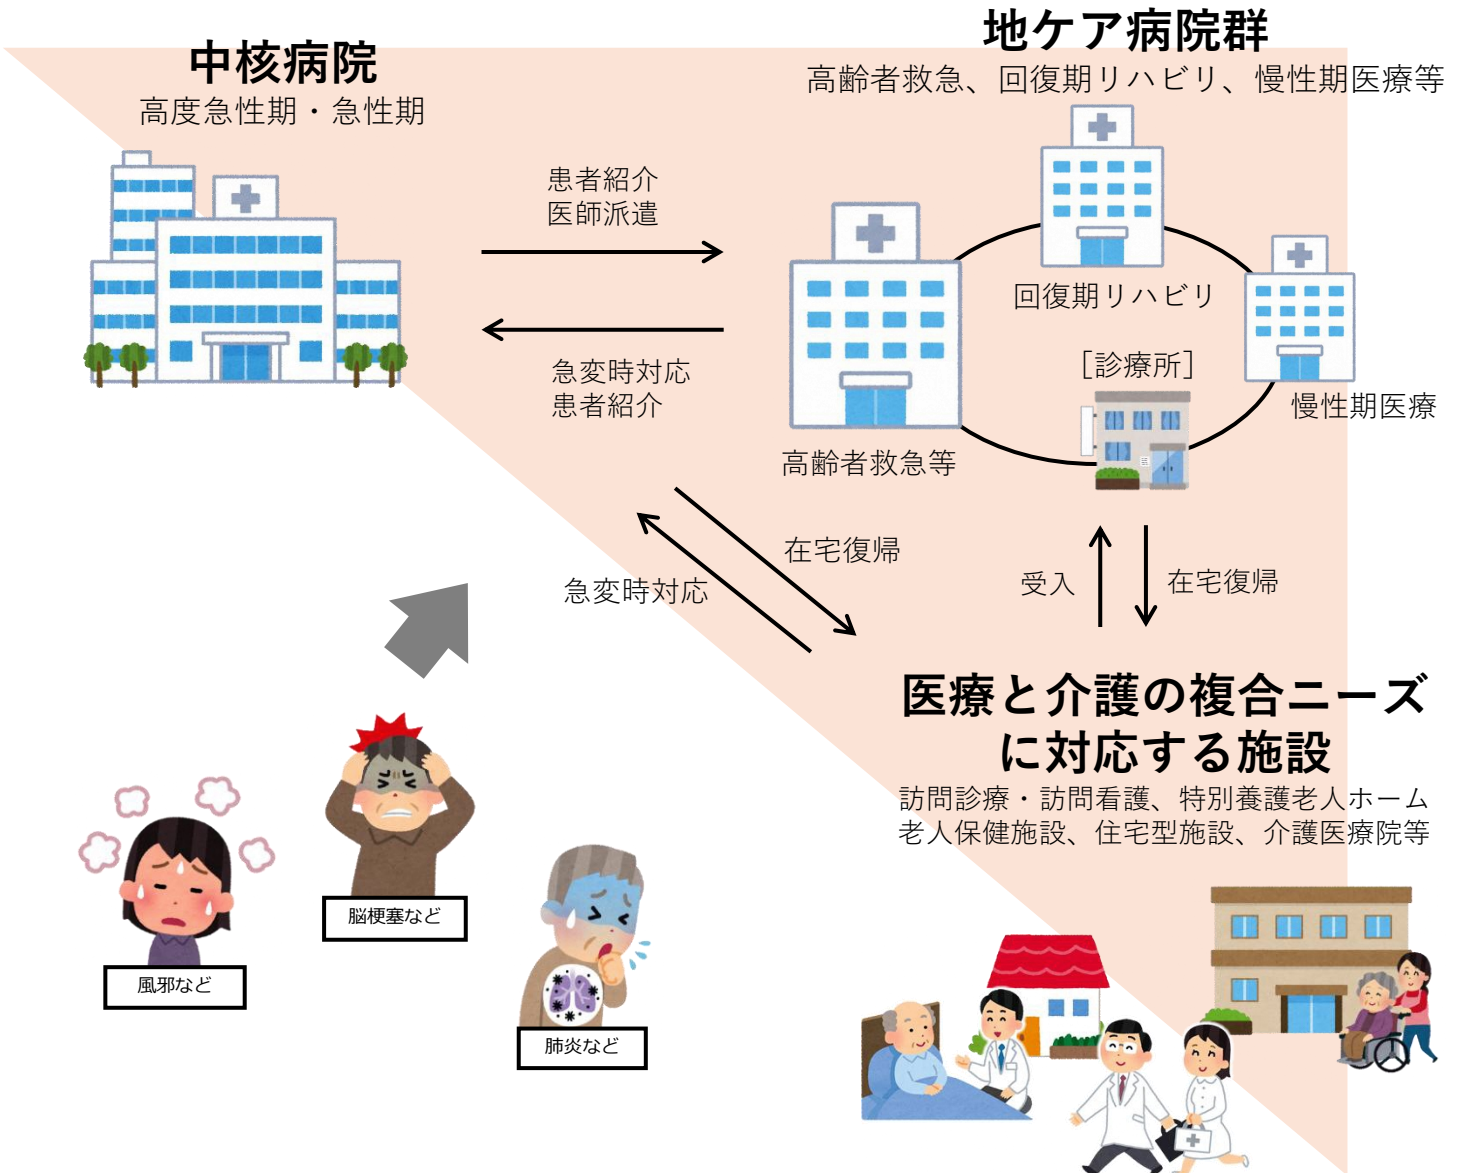 中核病院
高度急性期・急性期
地ケア病院群
高齢者救急、回復期リハビリ、慢性期医療等
患者紹介
医師派遣
急変時対応
患者紹介
回復期リハビリ
［診療所］
慢性期医療
高齢者救急等
在宅復帰
急変時対応
受入
在宅復帰
医療と介護の複合ニーズ
に対応する施設
訪問診療・訪問看護、特別養護老人ホーム
老人保健施設、住宅型施設、介護医療院等
脳梗塞など
風邪など
肺炎など